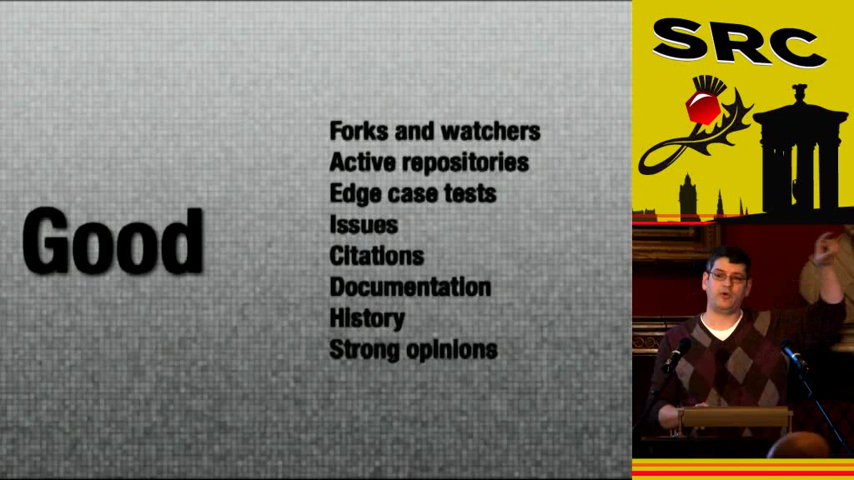 Good
Forks and watchers
Active repositories
Edge case tests
Issues
Citations
Documentation
History
Strong opinions
SRC